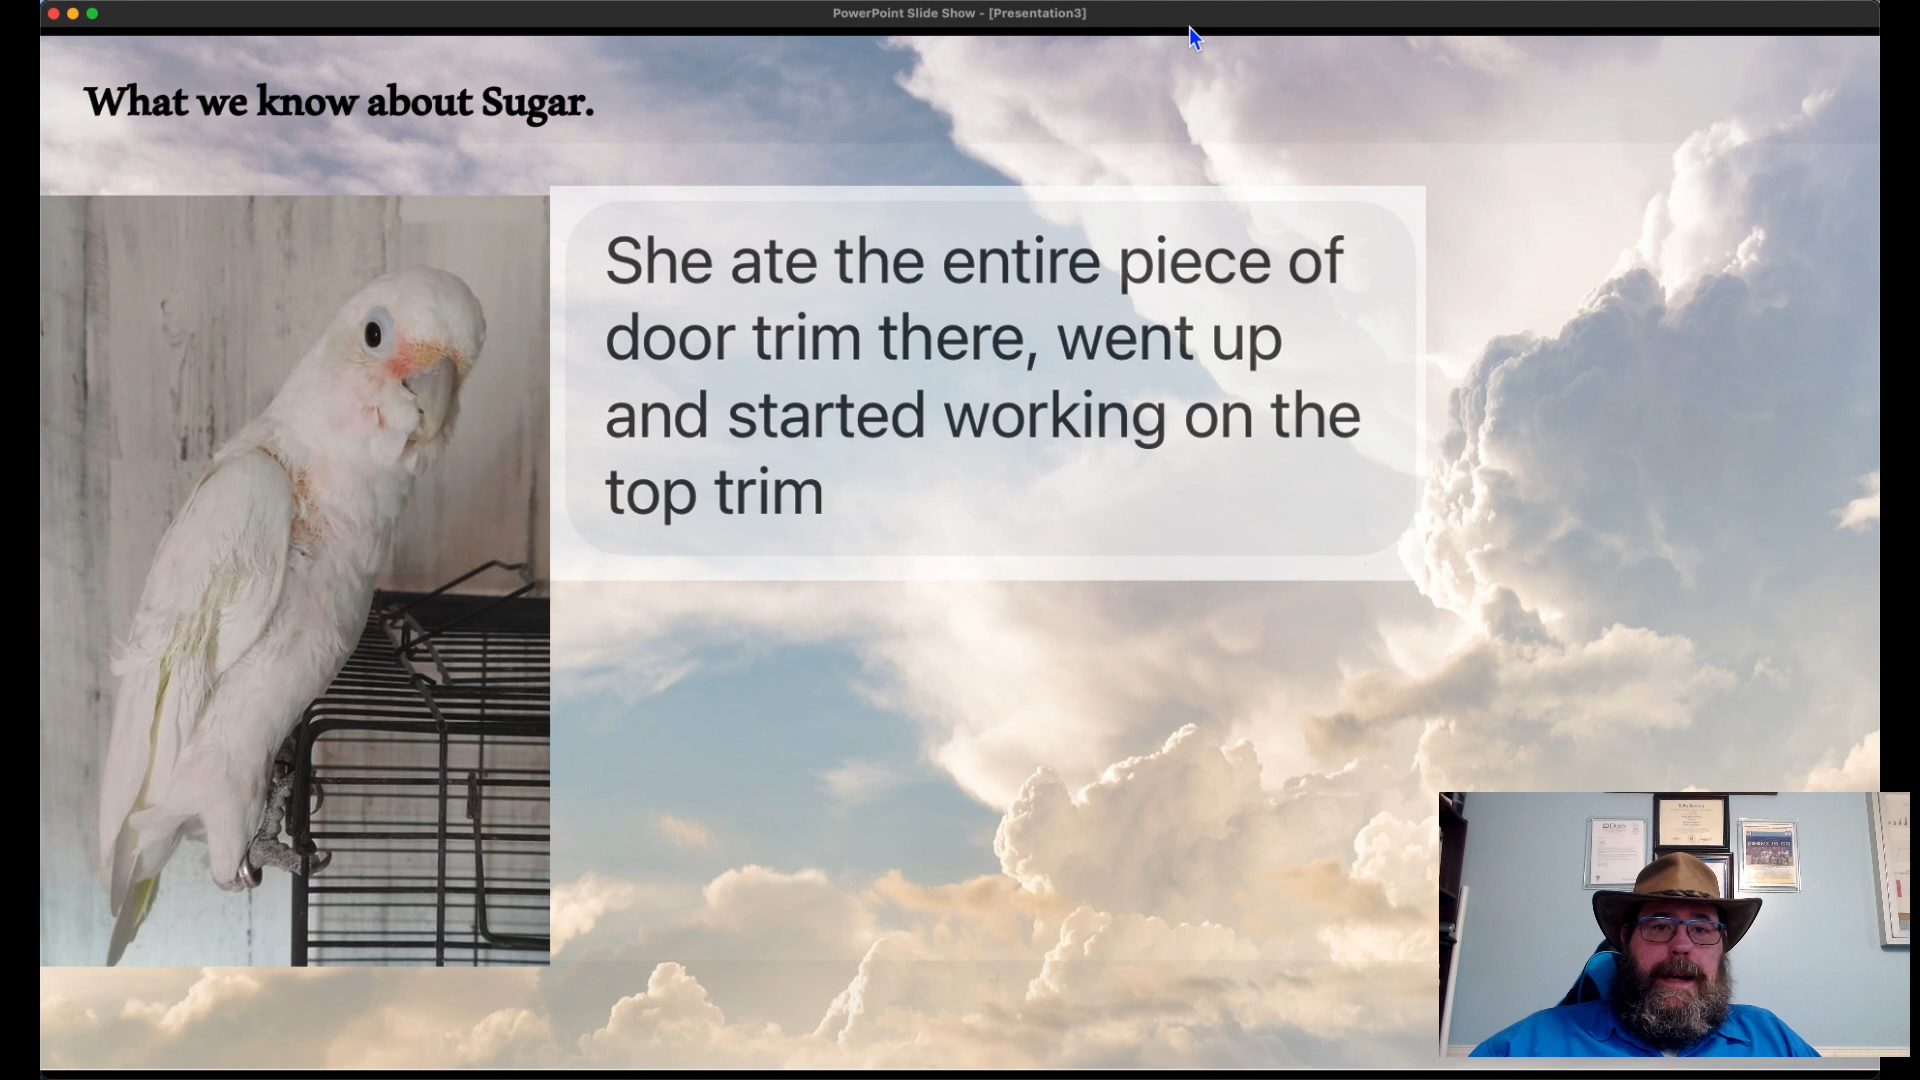 PowerPoint Slide Show - [Presentation3]
What we know about Sugar.
She ate the entire piece of
door trim there, went up
and started working on the
top trim